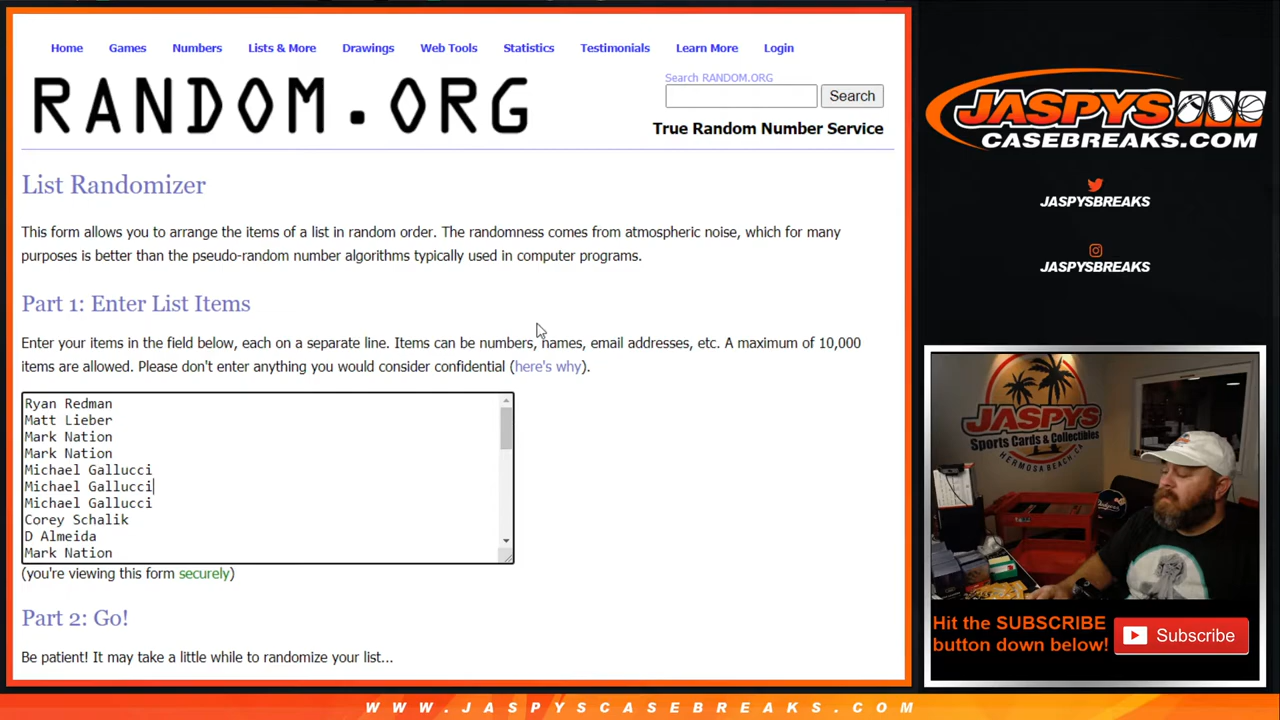 Home Games Numbers Lists & More Drawings Web Tools Statistics Testimonials Learn More Login
RANDOM.ORG
Search RANDOM.ORG
Search
True Random Number Service
List Randomizer
This form allows you to arrange the items of a list in random order. The randomness comes from atmospheric noise, which for many
purposes is better than the pseudo-random number algorithms typically used in computer programs.
Part 1: Enter List Items
Enter your items in the field below, each on a separate line. Items can be numbers, names, email addresses, etc. A maximum of 10,000
items are allowed. Please don't enter anything you would consider confidential (here's why).
Ryan Redman
Matt Lieber
Mark Nation
Mark Nation
Michael Gallucci
Michael Gallucci
Michael Gallucci
Corey Schalik
D Almeida
Mark Nation
(you're viewing this form securely)
Part 2: Go!
Be patient! It may take a little while to randomize your list...
JASPYS
CASEBREAKS.COM
JASPYSBREAKS
JASPYSBREAKS
JASPYS
Sports Cards & Collectibles
HERMOSA BEACH, CA
Hit the SUBSCRIBE
button down below!
Subscribe
WWW.JASPYSCASEBREAKS.COM